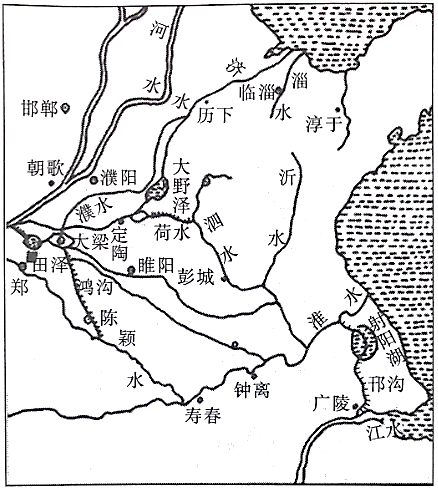 河水
济水
临淄
淄水
邯郸
历下
淳于
朝歌
濮阳
大野泽
沂水
濮水
菏水
泗水
大梁
定陶
田泽
睢阳
彭城
郑
鸿沟
淮水
陈
射阳湖
颍水
邗沟
钟离
寿春
广陵
江水